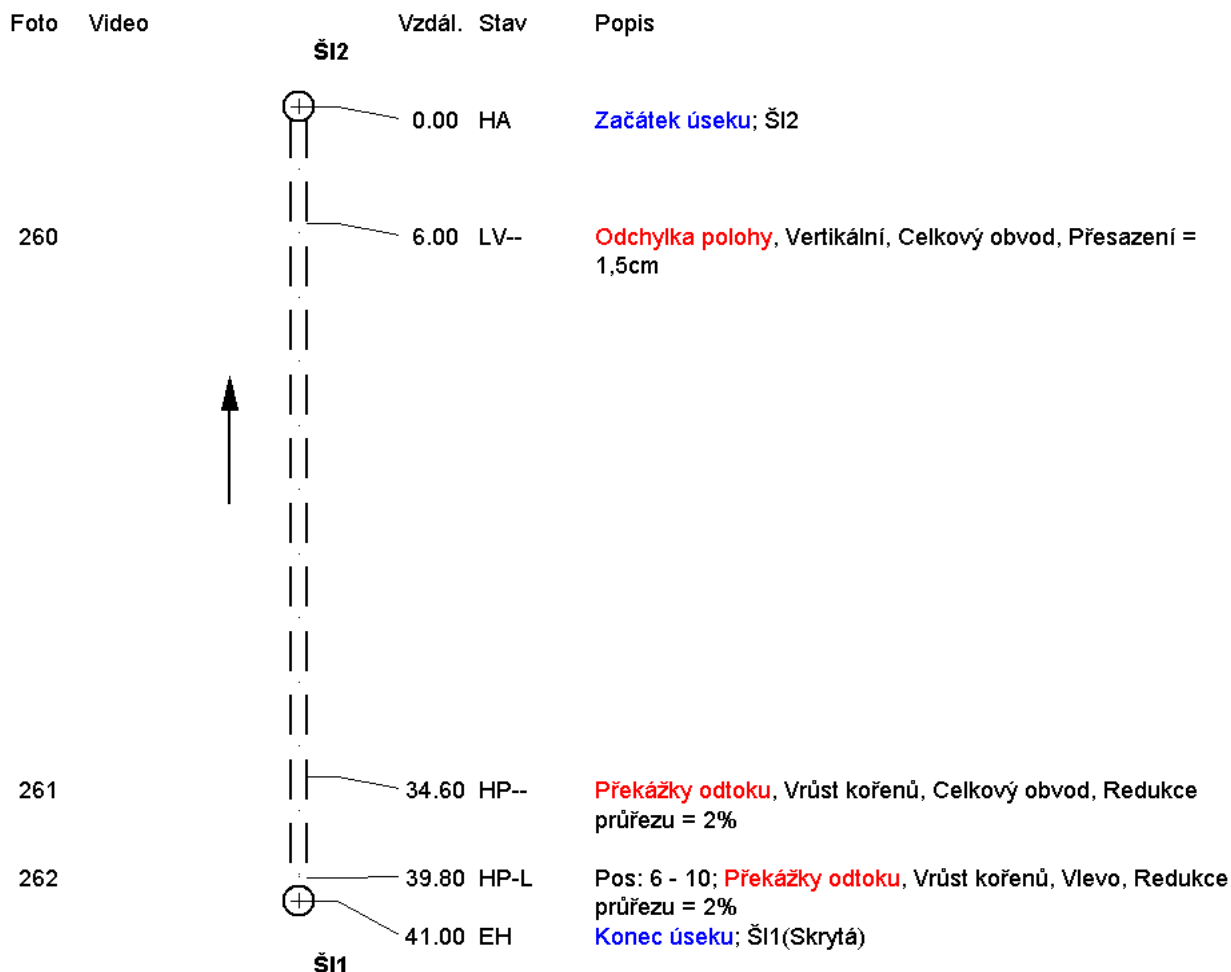 Foto Video Vzdál. Stav Popis
ŠI2
0.00 HA Začátek úseku; ŠI2
260 6.00 LV-- Odchylka polohy, Vertikální, Celkový obvod, Přesazení =
1,5cm
261 34.60 HP-- Překážky odtoku, Vrůst kořenů, Celkový obvod, Redukce
průřezu = 2%
262 39.80 HP-L Pos: 6 - 10; Překážky odtoku, Vrůst kořenů, Vlevo, Redukce
průřezu = 2%
41.00 EH Konec úseku; ŠI1(Skrytá)
ŠI1